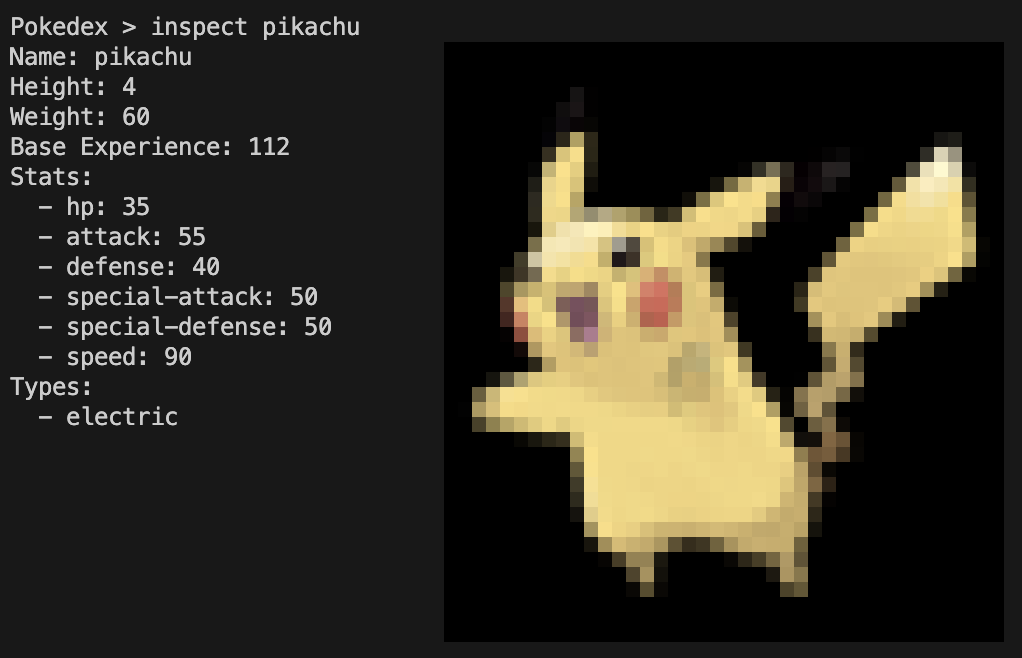 Pokedex > inspect pikachu
Name: pikachu
Height: 4
Weight: 60
Base Experience: 112
Stats:
  - hp: 35
  - attack: 55
  - defense: 40
  - special-attack: 50
  - special-defense: 50
  - speed: 90
Types:
  - electric